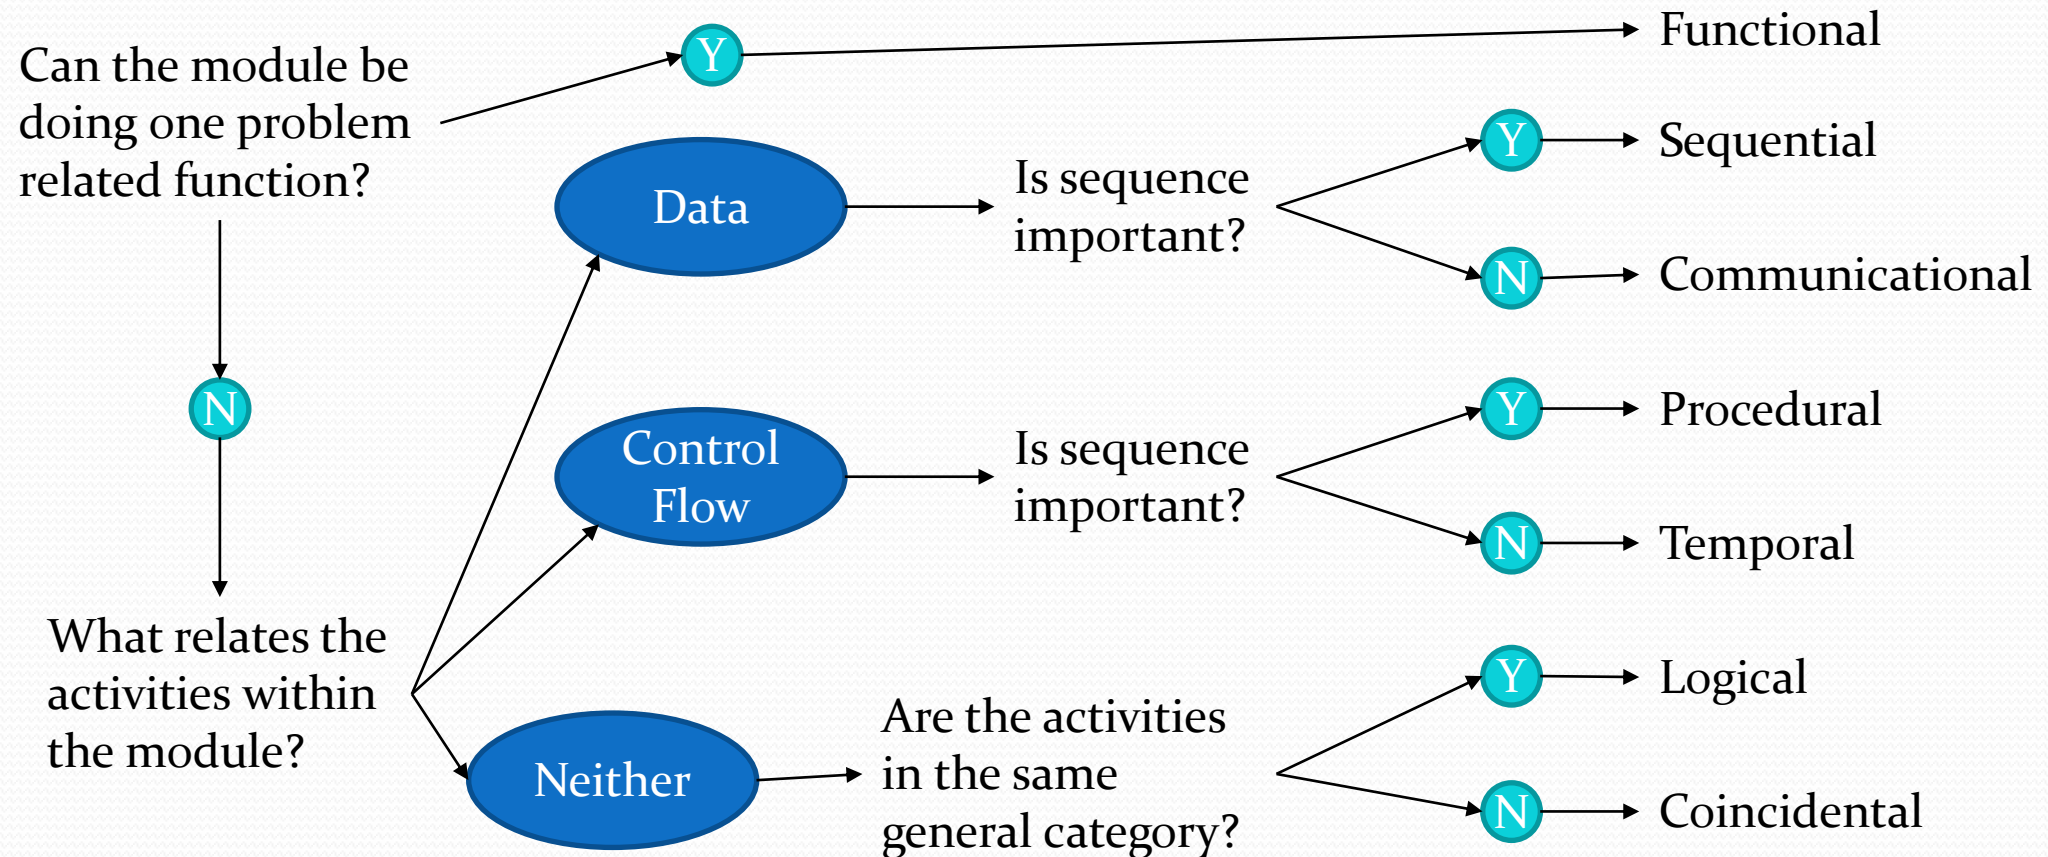 Can the module be
doing one problem
related function?
Y
Functional
Data
Is sequence
important?
Y
Sequential
N
Communicational
N
Control
Flow
Is sequence
important?
Y
Procedural
N
Temporal
What relates the
activities within
the module?
Neither
Are the activities
in the same
general category?
Y
Logical
N
Coincidental